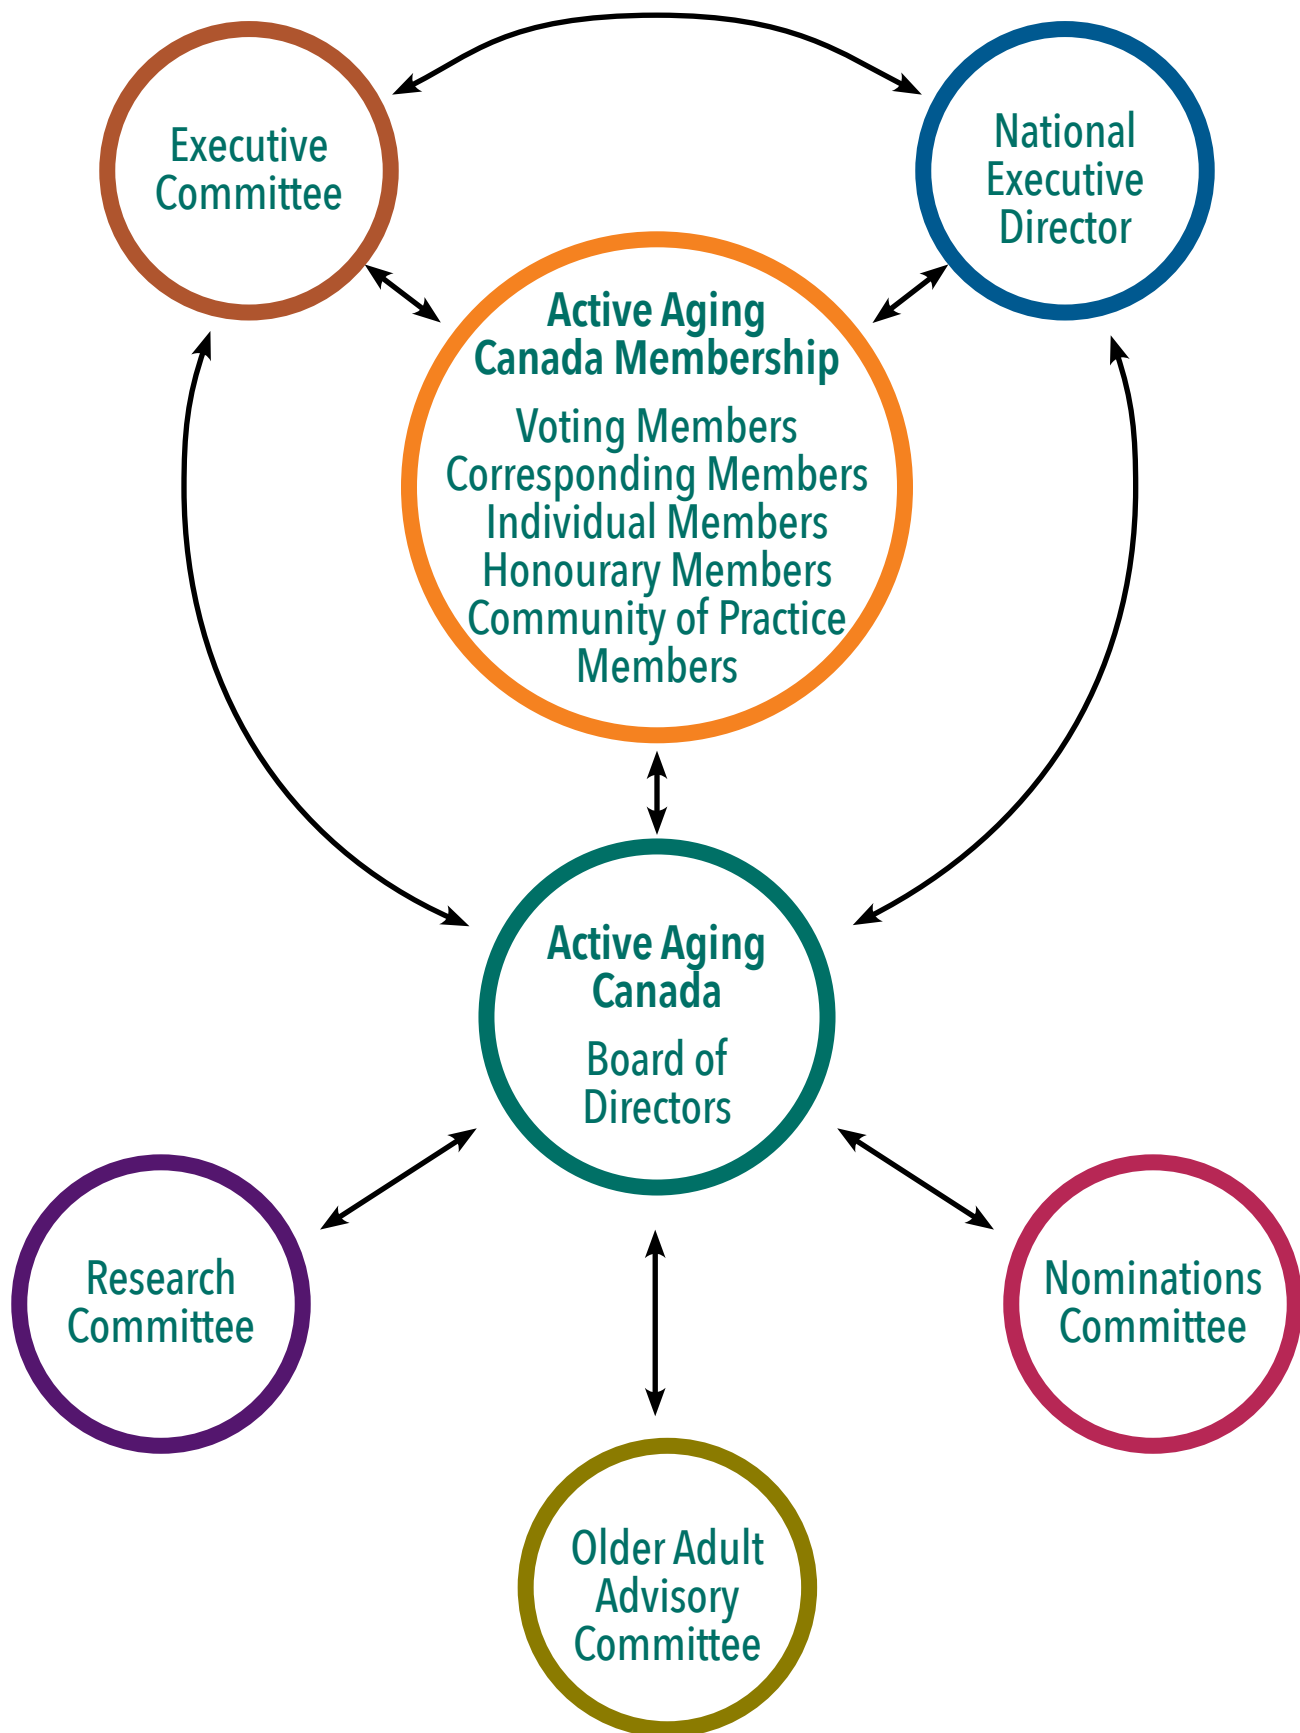 Executive
Committee
National
Executive
Director
Active Aging
Canada Membership
Voting Members
Corresponding Members
Individual Members
Honourary Members
Community of Practice
Members
Active Aging
Canada
Board of
Directors
Research
Committee
Nominations
Committee
Older Adult
Advisory
Committee